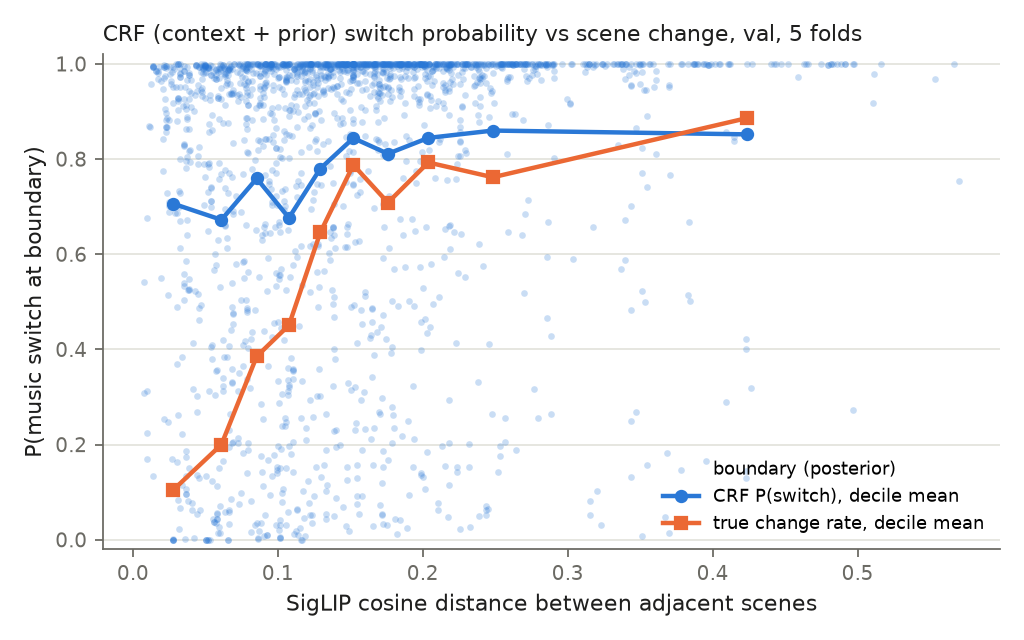 CRF (context + prior) switch probability vs scene change, val, 5 folds
1.0
0.8
0.6
0.4
0.2
0.0
P(music switch at boundary)
boundary (posterior)
CRF P(switch), decile mean
true change rate, decile mean
0.0 0.1 0.2 0.3 0.4 0.5
SigLIP cosine distance between adjacent scenes